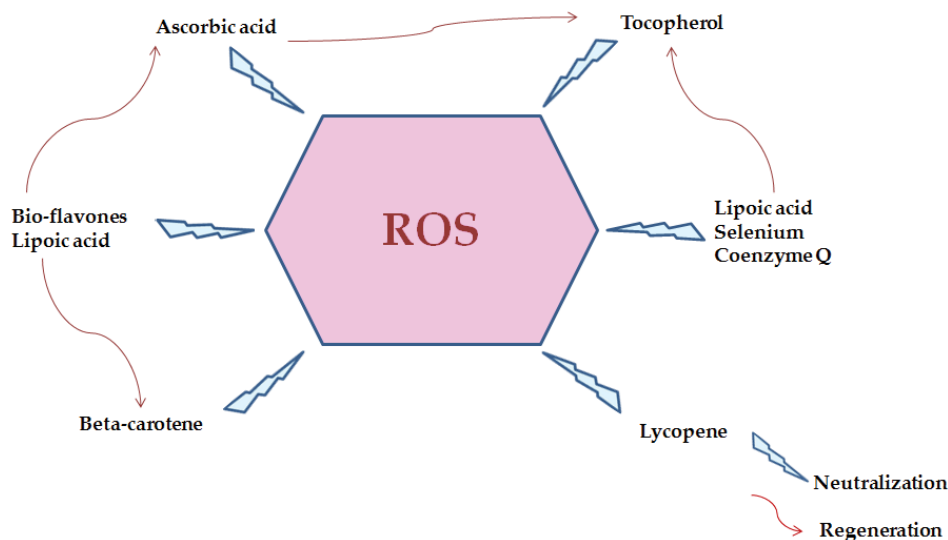 Ascorbic acid
Tocopherol
Bio-flavones
Lipoic acid
ROS
Lipoic acid
Selenium
Coenzyme Q
Beta-carotene
Lycopene
Neutralization
Regeneration